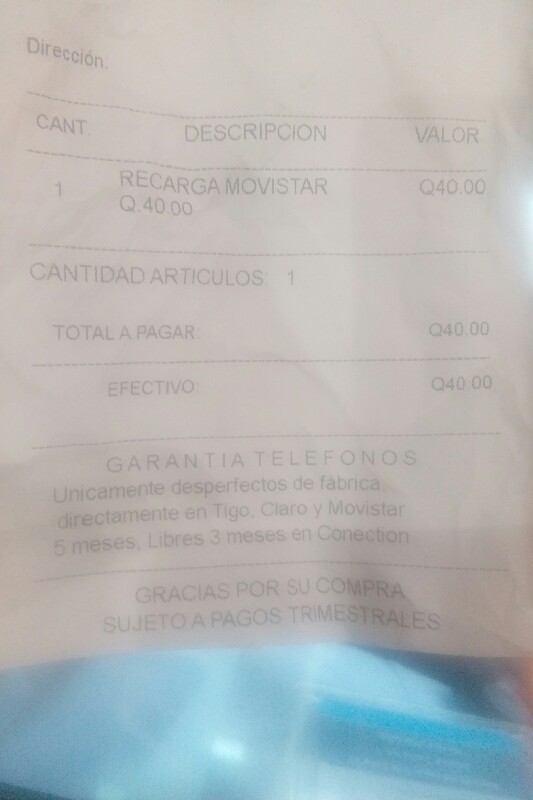 Dirección:
CANT. DESCRIPCION VALOR
1 RECARGA MOVISTAR Q40.00
Q.40.00
CANTIDAD ARTICULOS: 1
TOTAL A PAGAR: Q40.00
EFECTIVO: Q40.00
GARANTIA TELEFONOS
Unicamente desperfectos de fábrica,
directamente en Tigo, Claro y Movistar
5 meses, Libres 3 meses en Conection
GRACIAS POR SU COMPRA
SUJETO A PAGOS TRIMESTRALES